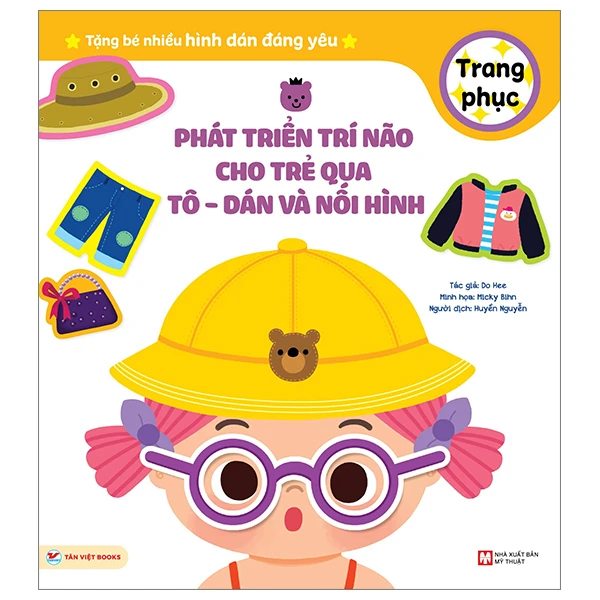 Tặng bé nhiều hình dán đáng yêu
Trang
phục
PHÁT TRIỂN TRÍ NÃO
CHO TRẺ QUA
TÔ - DÁN VÀ NỐI HÌNH
Tác giả: Do Hee
Minh họa: Micky Bihn
Người dịch: Huyền Nguyễn
TÂN VIỆT BOOKS
NHÀ XUẤT BẢN
MỸ THUẬT